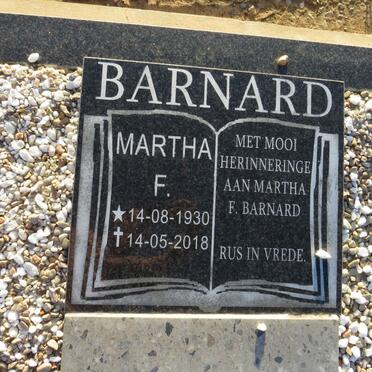 BARNARD
MARTHA
F.
★14-08-1930
✝14-05-2018
MET MOOI
HERINNERINGE
AAN MARTHA
F. BARNARD
RUS IN VREDE.